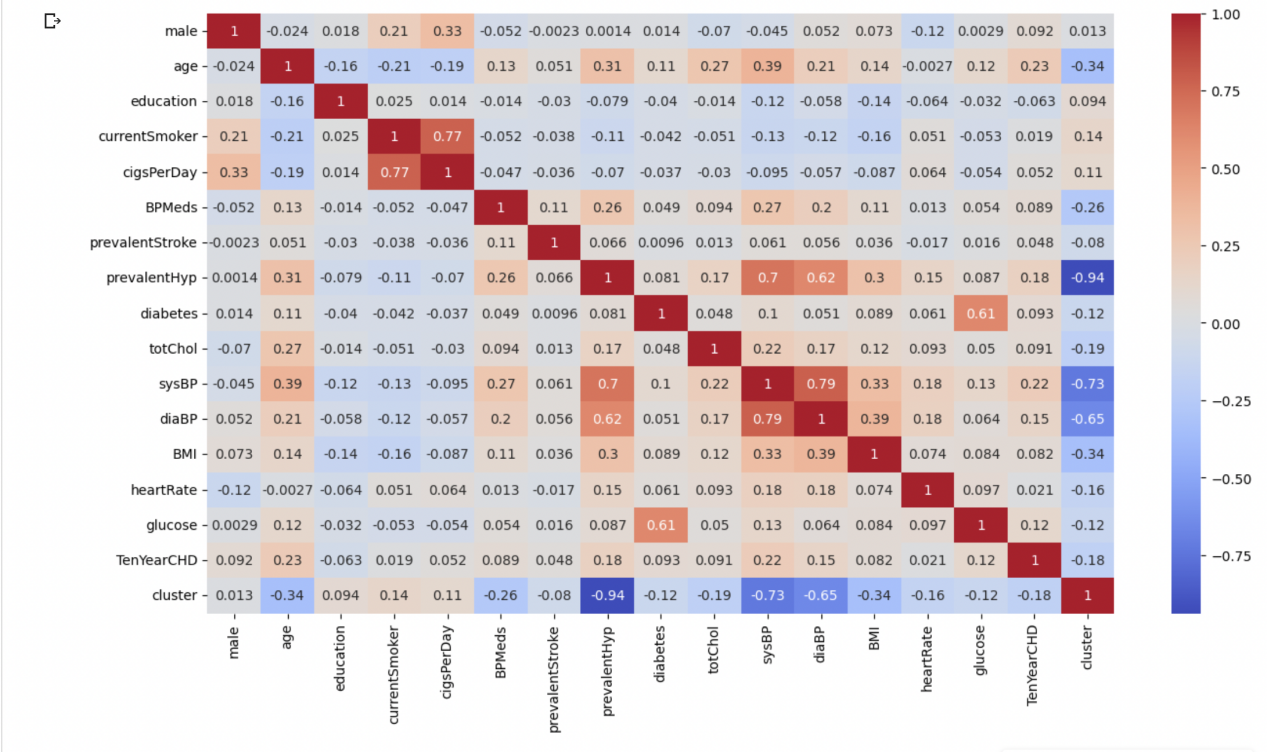 male 1 -0.024 0.018 0.21 0.33 -0.052 -0.0023 0.0014 0.014 -0.07 -0.045 0.052 0.073 -0.12 0.0029 0.092 0.013
age -0.024 1 -0.16 -0.21 -0.19 0.13 0.051 0.31 0.11 0.27 0.39 0.21 0.14 -0.0027 0.12 0.23 -0.34
education 0.018 -0.16 1 0.025 0.014 -0.014 -0.03 -0.079 -0.04 -0.014 -0.12 -0.058 -0.14 -0.064 -0.032 -0.063 0.094
currentSmoker 0.21 -0.21 0.025 1 0.77 -0.052 -0.038 -0.11 -0.042 -0.051 -0.13 -0.12 -0.16 0.051 -0.053 0.019 0.14
cigsPerDay 0.33 -0.19 0.014 0.77 1 -0.047 -0.036 -0.07 -0.037 -0.03 -0.095 -0.057 -0.087 0.064 -0.054 0.052 0.11
BPMeds -0.052 0.13 -0.014 -0.052 -0.047 1 0.11 0.26 0.049 0.094 0.27 0.2 0.11 0.013 0.054 0.089 -0.26
prevalentStroke -0.0023 0.051 -0.03 -0.038 -0.036 0.11 1 0.066 0.0096 0.013 0.061 0.056 0.036 -0.017 0.016 0.048 -0.08
prevalentHyp 0.0014 0.31 -0.079 -0.11 -0.07 0.26 0.066 1 0.081 0.17 0.7 0.62 0.3 0.15 0.087 0.18 -0.94
diabetes 0.014 0.11 -0.04 -0.042 -0.037 0.049 0.0096 0.081 1 0.048 0.1 0.051 0.089 0.061 0.61 0.093 -0.12
totChol -0.07 0.27 -0.014 -0.051 -0.03 0.094 0.013 0.17 0.048 1 0.22 0.17 0.12 0.093 0.05 0.091 -0.19
sysBP -0.045 0.39 -0.12 -0.13 -0.095 0.27 0.061 0.7 0.1 0.22 1 0.79 0.33 0.18 0.13 0.22 -0.73
diaBP 0.052 0.21 -0.058 -0.12 -0.057 0.2 0.056 0.62 0.051 0.17 0.79 1 0.39 0.18 0.064 0.15 -0.65
BMI 0.073 0.14 -0.14 -0.16 -0.087 0.11 0.036 0.3 0.089 0.12 0.33 0.39 1 0.074 0.084 0.082 -0.34
heartRate -0.12 -0.0027 -0.064 0.051 0.064 0.013 -0.017 0.15 0.061 0.093 0.18 0.18 0.074 1 0.097 0.021 -0.16
glucose 0.0029 0.12 -0.032 -0.053 -0.054 0.054 0.016 0.087 0.61 0.05 0.13 0.064 0.084 0.097 1 0.12 -0.12
TenYearCHD 0.092 0.23 -0.063 0.019 0.052 0.089 0.048 0.18 0.093 0.091 0.22 0.15 0.082 0.021 0.12 1 -0.18
cluster 0.013 -0.34 0.094 0.14 0.11 -0.26 -0.08 -0.94 -0.12 -0.19 -0.73 -0.65 -0.34 -0.16 -0.12 -0.18 1
male
age
education
currentSmoker
cigsPerDay
BPMeds
prevalentStroke
prevalentHyp
diabetes
totChol
sysBP
diaBP
BMI
heartRate
glucose
TenYearCHD
cluster
1.00
0.75
0.50
0.25
0.00
−0.25
−0.50
−0.75